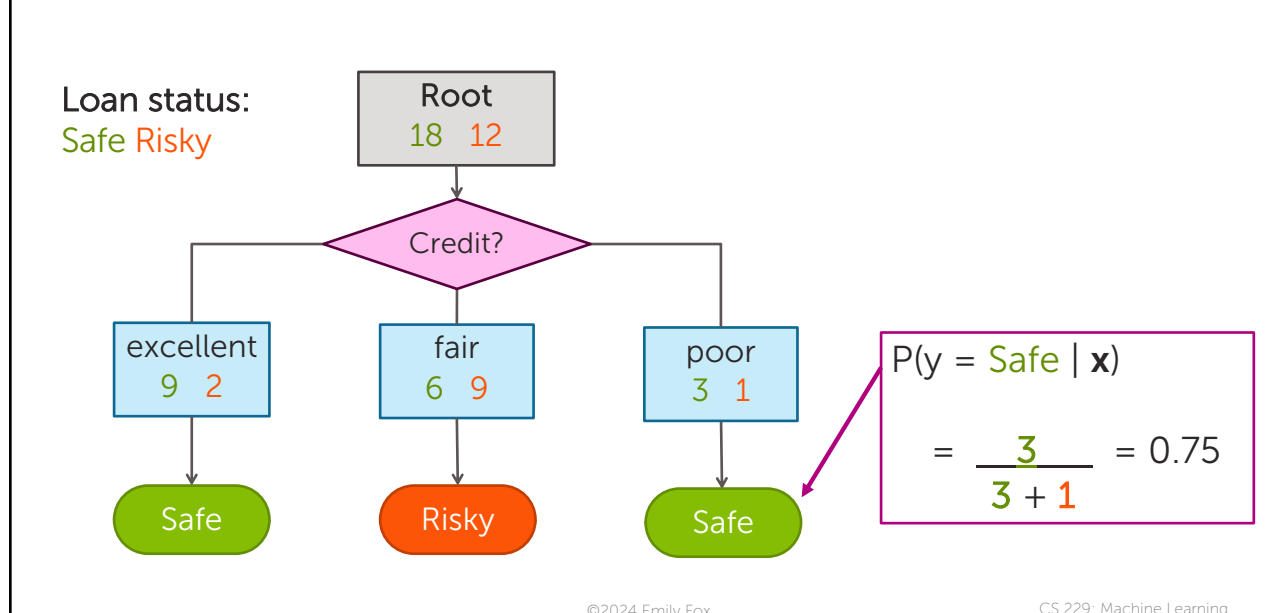 Loan status:
Safe Risky
Root
18 12
Credit?
excellent
9 2
fair
6 9
poor
3 1
Safe
Risky
Safe
P(y = Safe | x)
= 3 = 0.75
3 + 1
©2024 Emily Fox
CS 229: Machine Learning